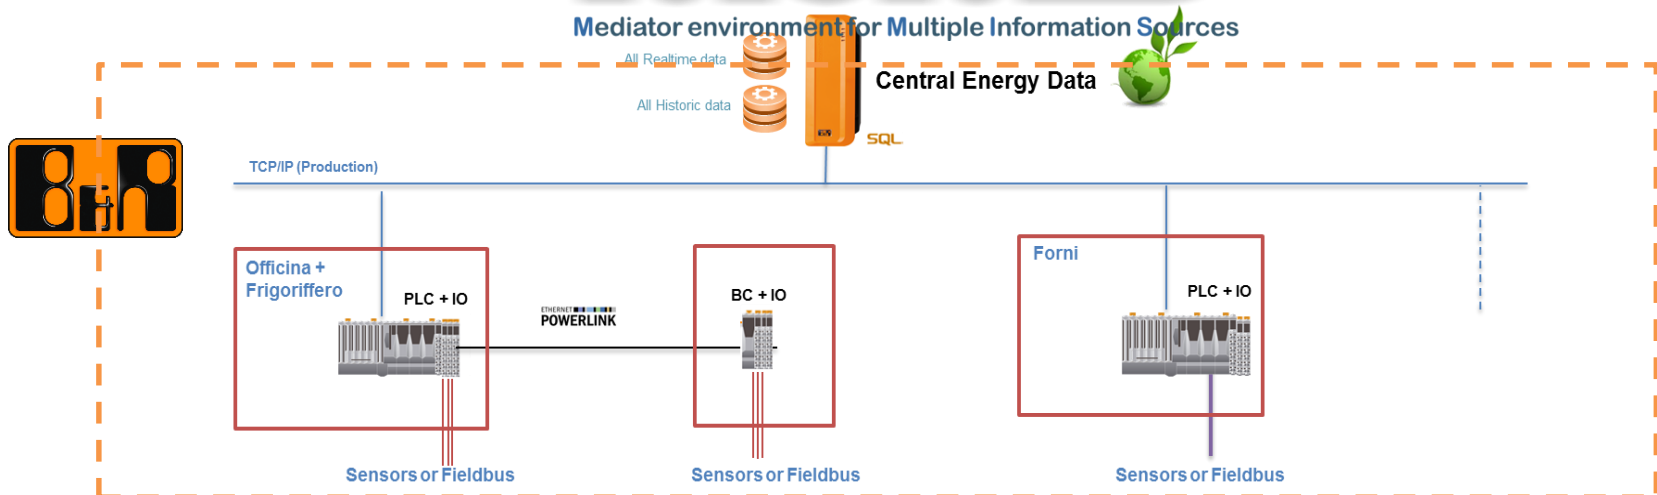 Mediator environment for Multiple Information Sources
All Realtime data
Central Energy Data
All Historic data
SQL
TCP/IP (Production)
B&R
Officina +
Frigoriffero
PLC + IO
ETHERNET
POWERLINK
BC + IO
Forni
PLC + IO
Sensors or Fieldbus
Sensors or Fieldbus
Sensors or Fieldbus